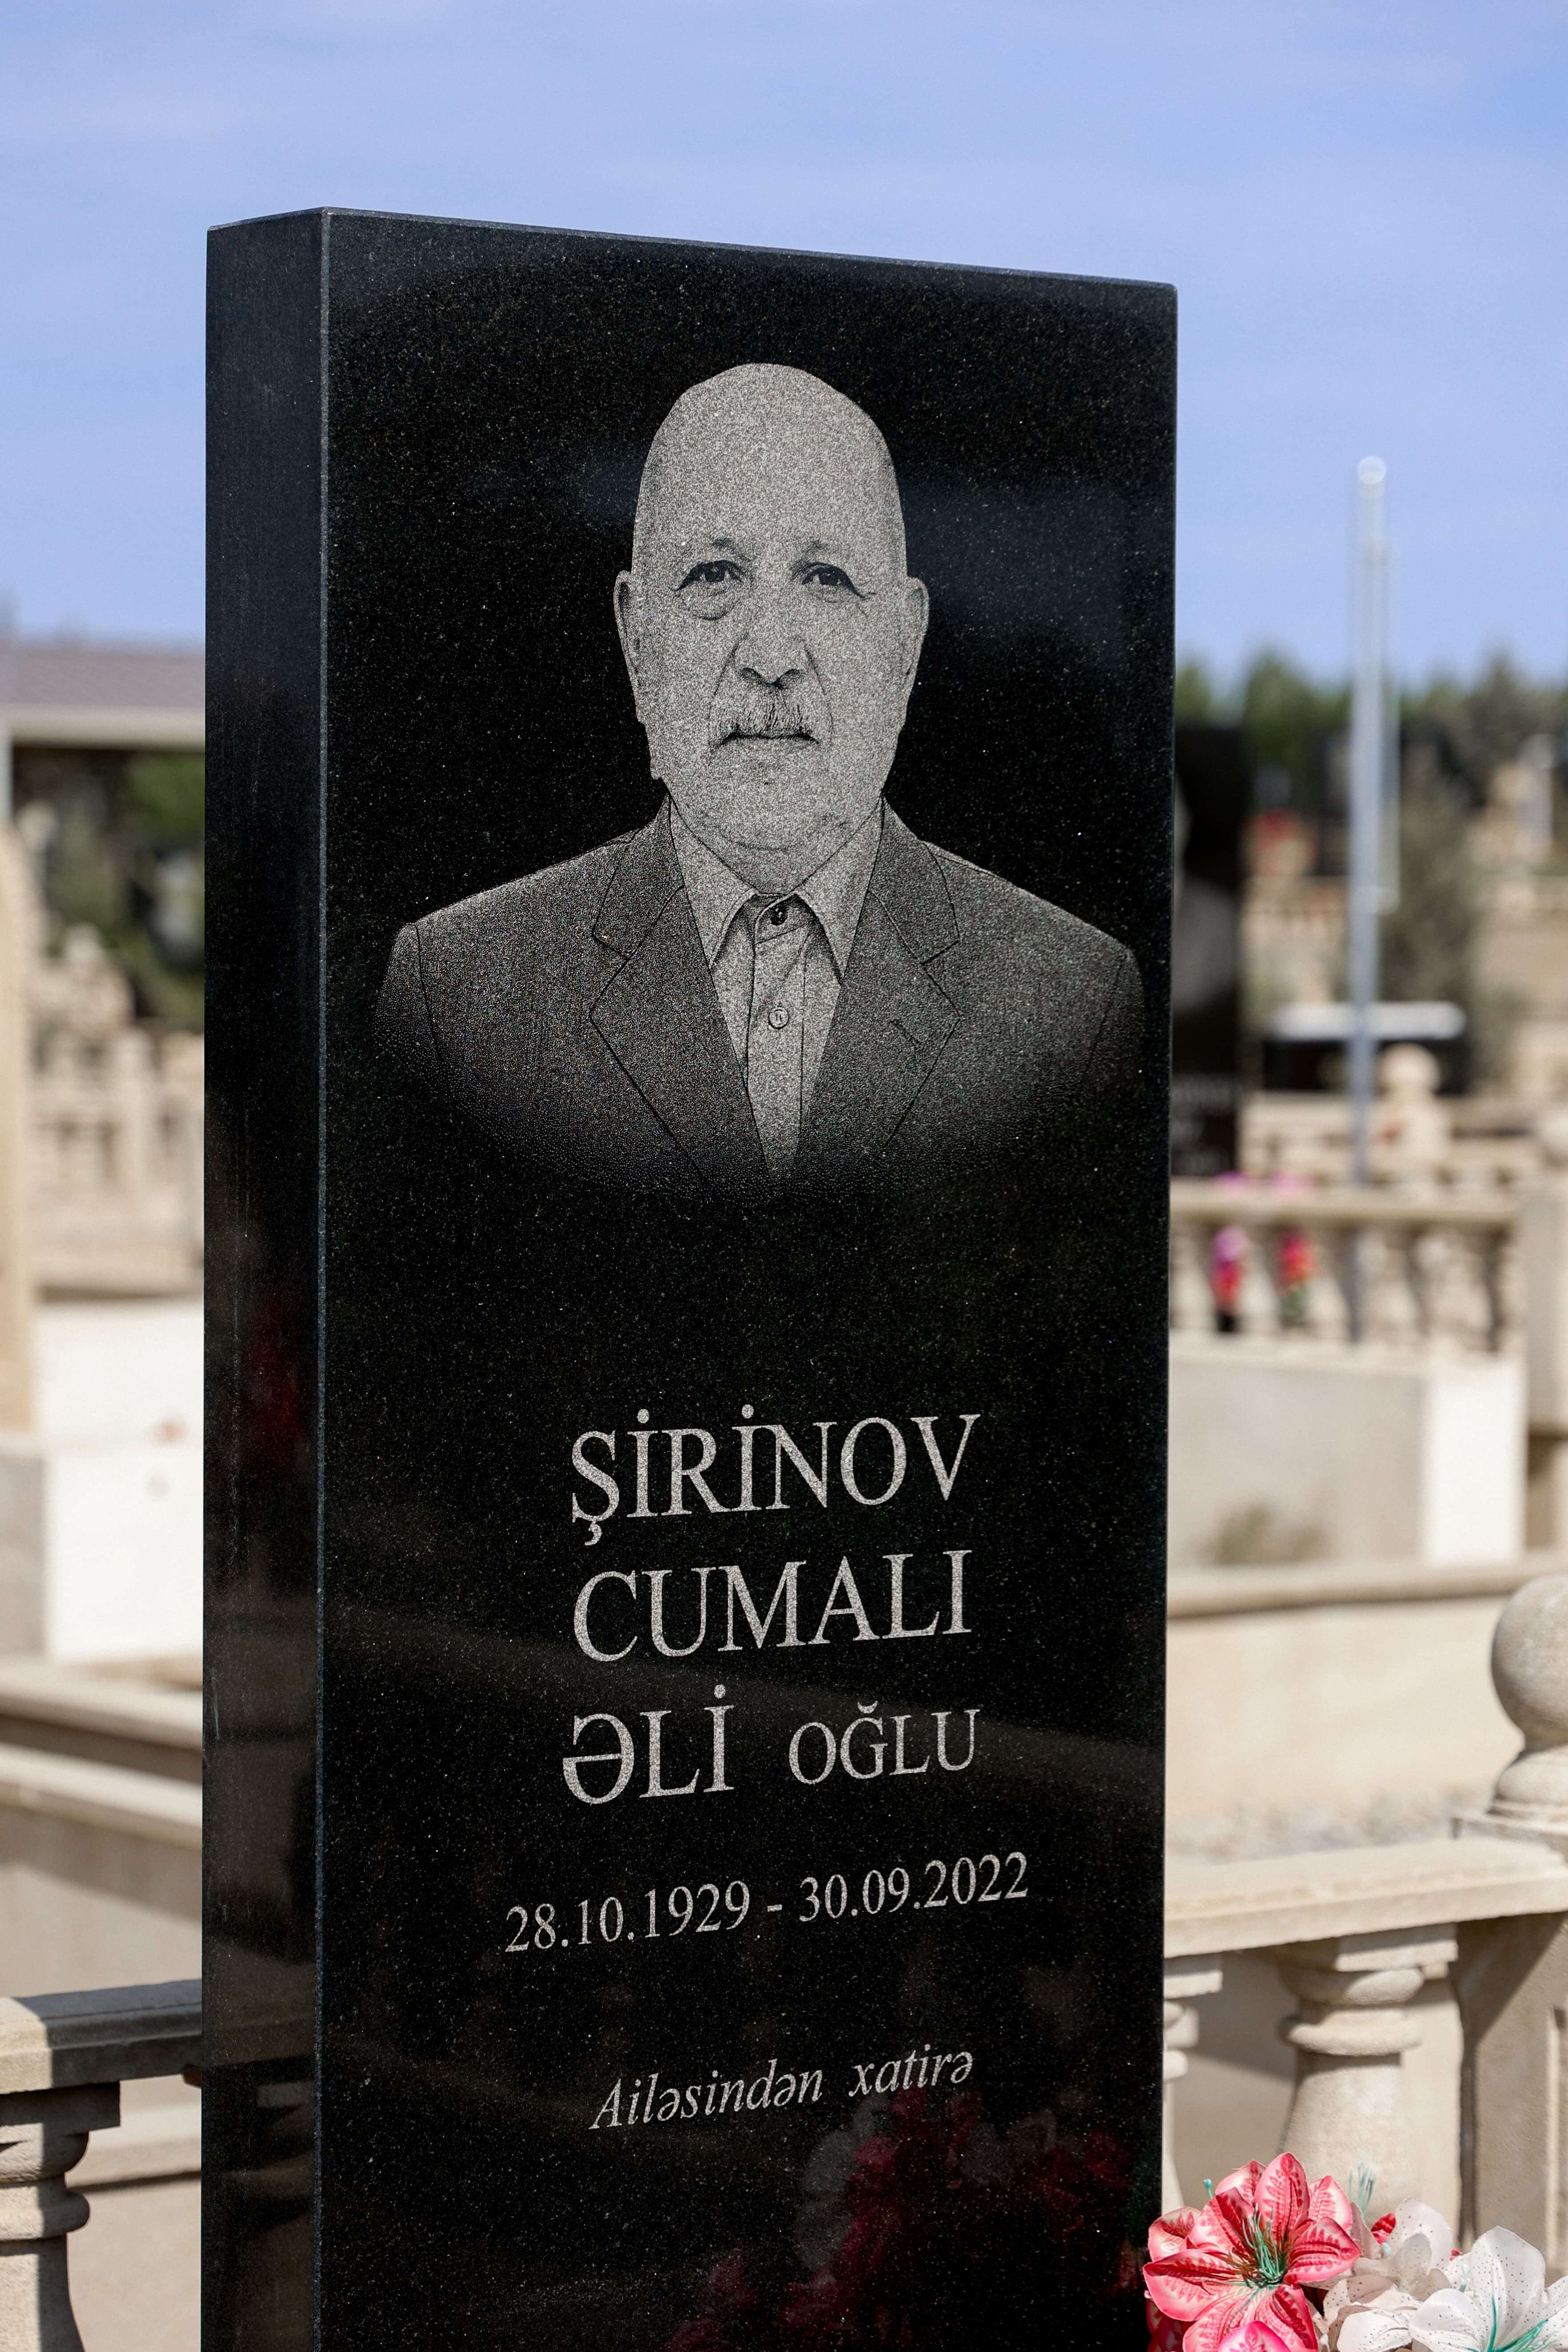 ŞİRİNOV
CUMALI
ƏLİ OĞLU
28.10.1929 - 30.09.2022
Ailəsindən xatirə